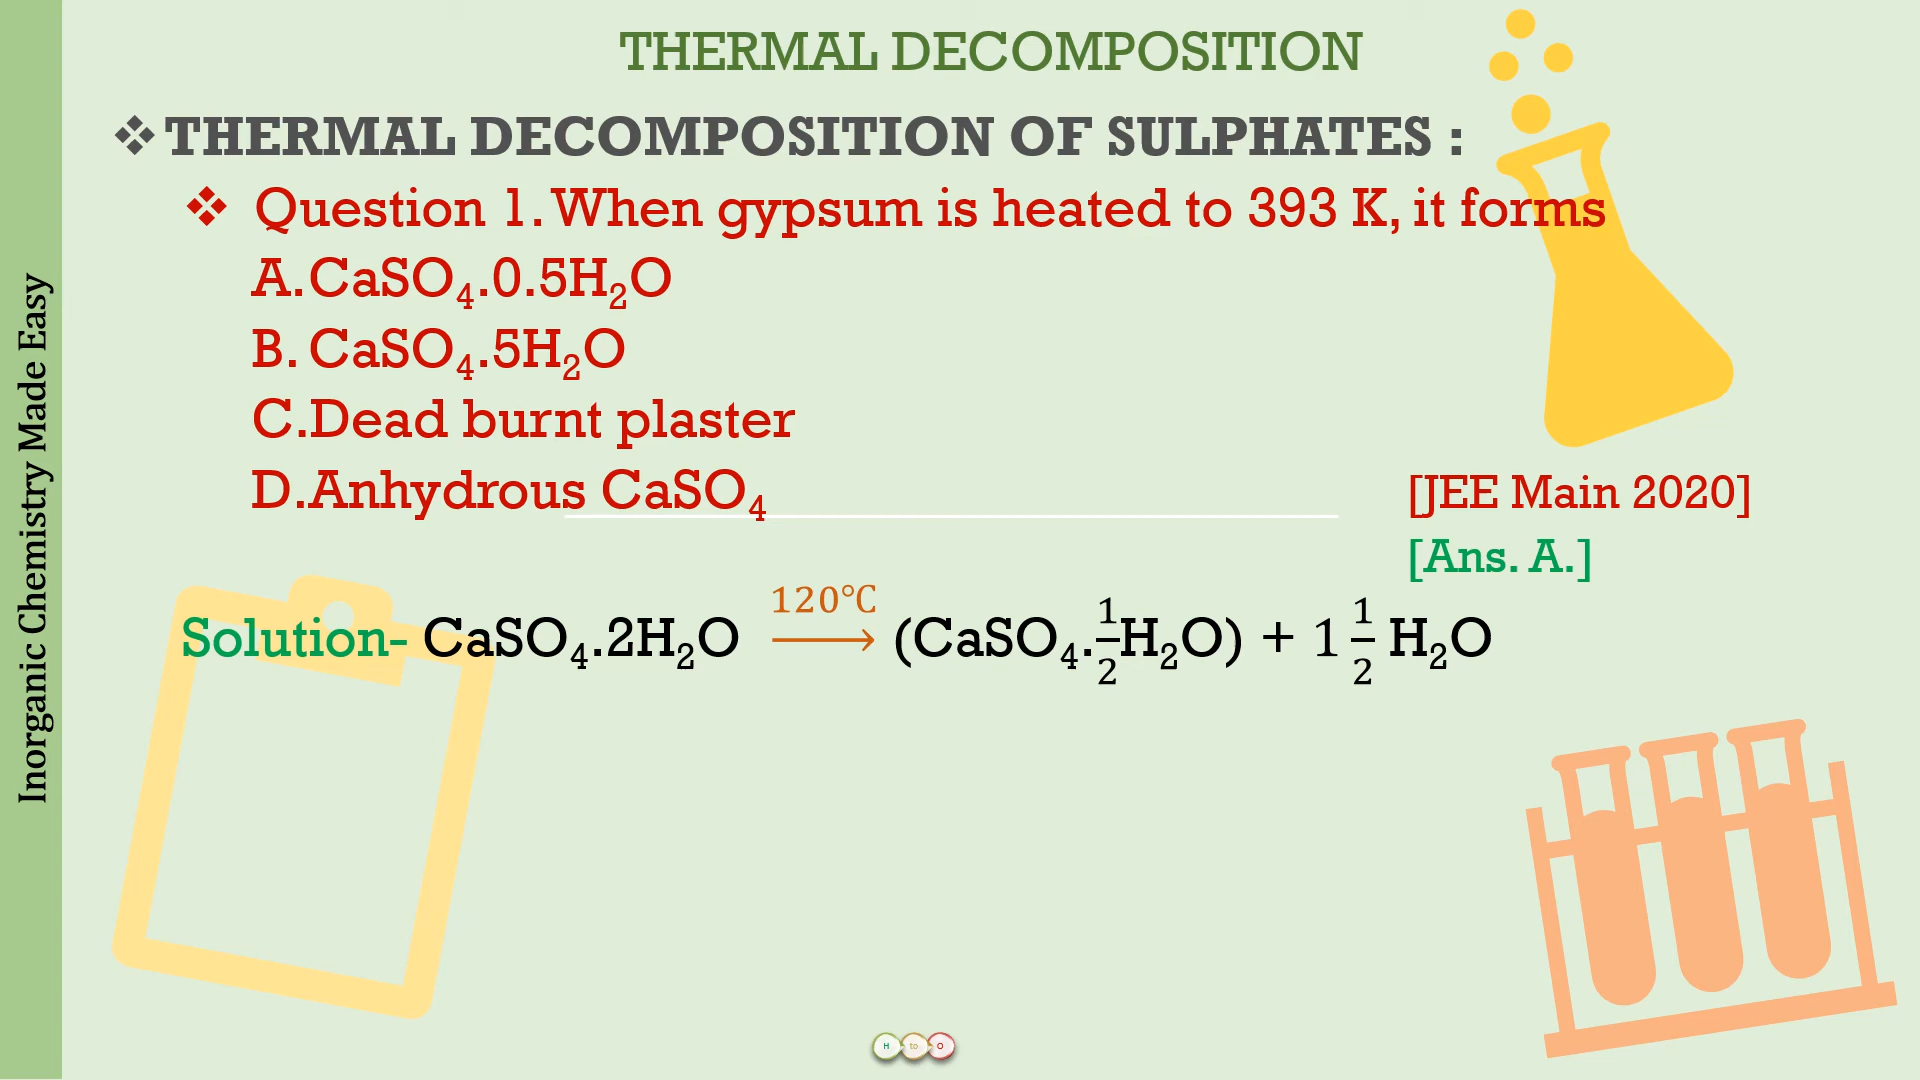 THERMAL DECOMPOSITION
❖ THERMAL DECOMPOSITION OF SULPHATES :
❖ Question 1. When gypsum is heated to 393 K, it forms
A. CaSO₄.0.5H₂O
B. CaSO₄.5H₂O
C. Dead burnt plaster
D. Anhydrous CaSO₄
[JEE Main 2020]
[Ans. A.]
Solution- CaSO₄.2H₂O ⟶ 120℃ (CaSO₄.½H₂O) + 1 ½ H₂O
Inorganic Chemistry Made Easy
H to O